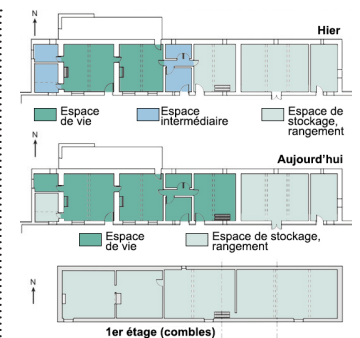 N
Hier
Espace
de vie
Espace
intermédiaire
Espace de
stockage,
rangement
Aujourd'hui
N
Espace
de vie
Espace de stockage,
rangement
N
1er étage (combles)